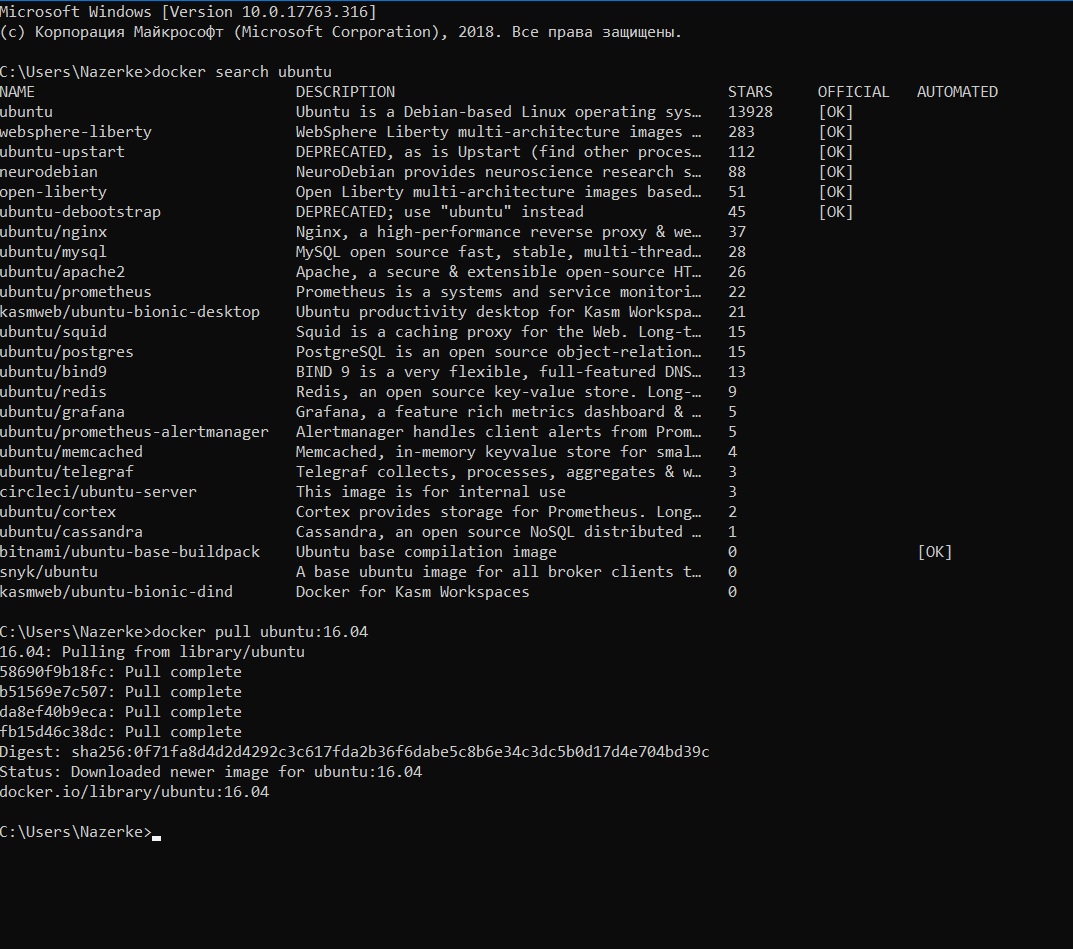 Microsoft Windows [Version 10.0.17763.316]
(c) Корпорация Майкрософт (Microsoft Corporation), 2018. Все права защищены.
C:\Users\Nazerke>docker search ubuntu
NAME DESCRIPTION STARS OFFICIAL AUTOMATED
ubuntu Ubuntu is a Debian-based Linux operating sys… 13928 [OK]
websphere-liberty WebSphere Liberty multi-architecture images … 283 [OK]
ubuntu-upstart DEPRECATED, as is Upstart (find other proces… 112 [OK]
neurodebian NeuroDebian provides neuroscience research s… 88 [OK]
open-liberty Open Liberty multi-architecture images based… 51 [OK]
ubuntu-debootstrap DEPRECATED; use "ubuntu" instead 45 [OK]
ubuntu/nginx Nginx, a high-performance reverse proxy & we… 37
ubuntu/mysql MySQL open source fast, stable, multi-thread… 28
ubuntu/apache2 Apache, a secure & extensible open-source HT… 26
ubuntu/prometheus Prometheus is a systems and service monitori… 22
kasmweb/ubuntu-bionic-desktop Ubuntu productivity desktop for Kasm Workspa… 21
ubuntu/squid Squid is a caching proxy for the Web. Long-t… 15
ubuntu/postgres PostgreSQL is an open source object-relation… 15
ubuntu/bind9 BIND 9 is a very flexible, full-featured DNS… 13
ubuntu/redis Redis, an open source key-value store. Long-… 9
ubuntu/grafana Grafana, a feature rich metrics dashboard & … 5
ubuntu/prometheus-alertmanager Alertmanager handles client alerts from Prom… 5
ubuntu/memcached Memcached, in-memory keyvalue store for smal… 4
ubuntu/telegraf Telegraf collects, processes, aggregates & w… 3
circleci/ubuntu-server This image is for internal use 3
ubuntu/cortex Cortex provides storage for Prometheus. Long… 2
ubuntu/cassandra Cassandra, an open source NoSQL distributed … 1
bitnami/ubuntu-base-buildpack Ubuntu base compilation image 0 [OK]
snyk/ubuntu A base ubuntu image for all broker clients t… 0
kasmweb/ubuntu-bionic-dind Docker for Kasm Workspaces 0
C:\Users\Nazerke>docker pull ubuntu:16.04
16.04: Pulling from library/ubuntu
58690f9b18fc: Pull complete
b51569e7c507: Pull complete
da8ef40b9eca: Pull complete
fb15d46c38dc: Pull complete
Digest: sha256:0f71fa8d4d2d4292c3c617fda2b36f6dabe5c8b6e34c3dc5b0d17d4e704bd39c
Status: Downloaded newer image for ubuntu:16.04
docker.io/library/ubuntu:16.04
C:\Users\Nazerke>